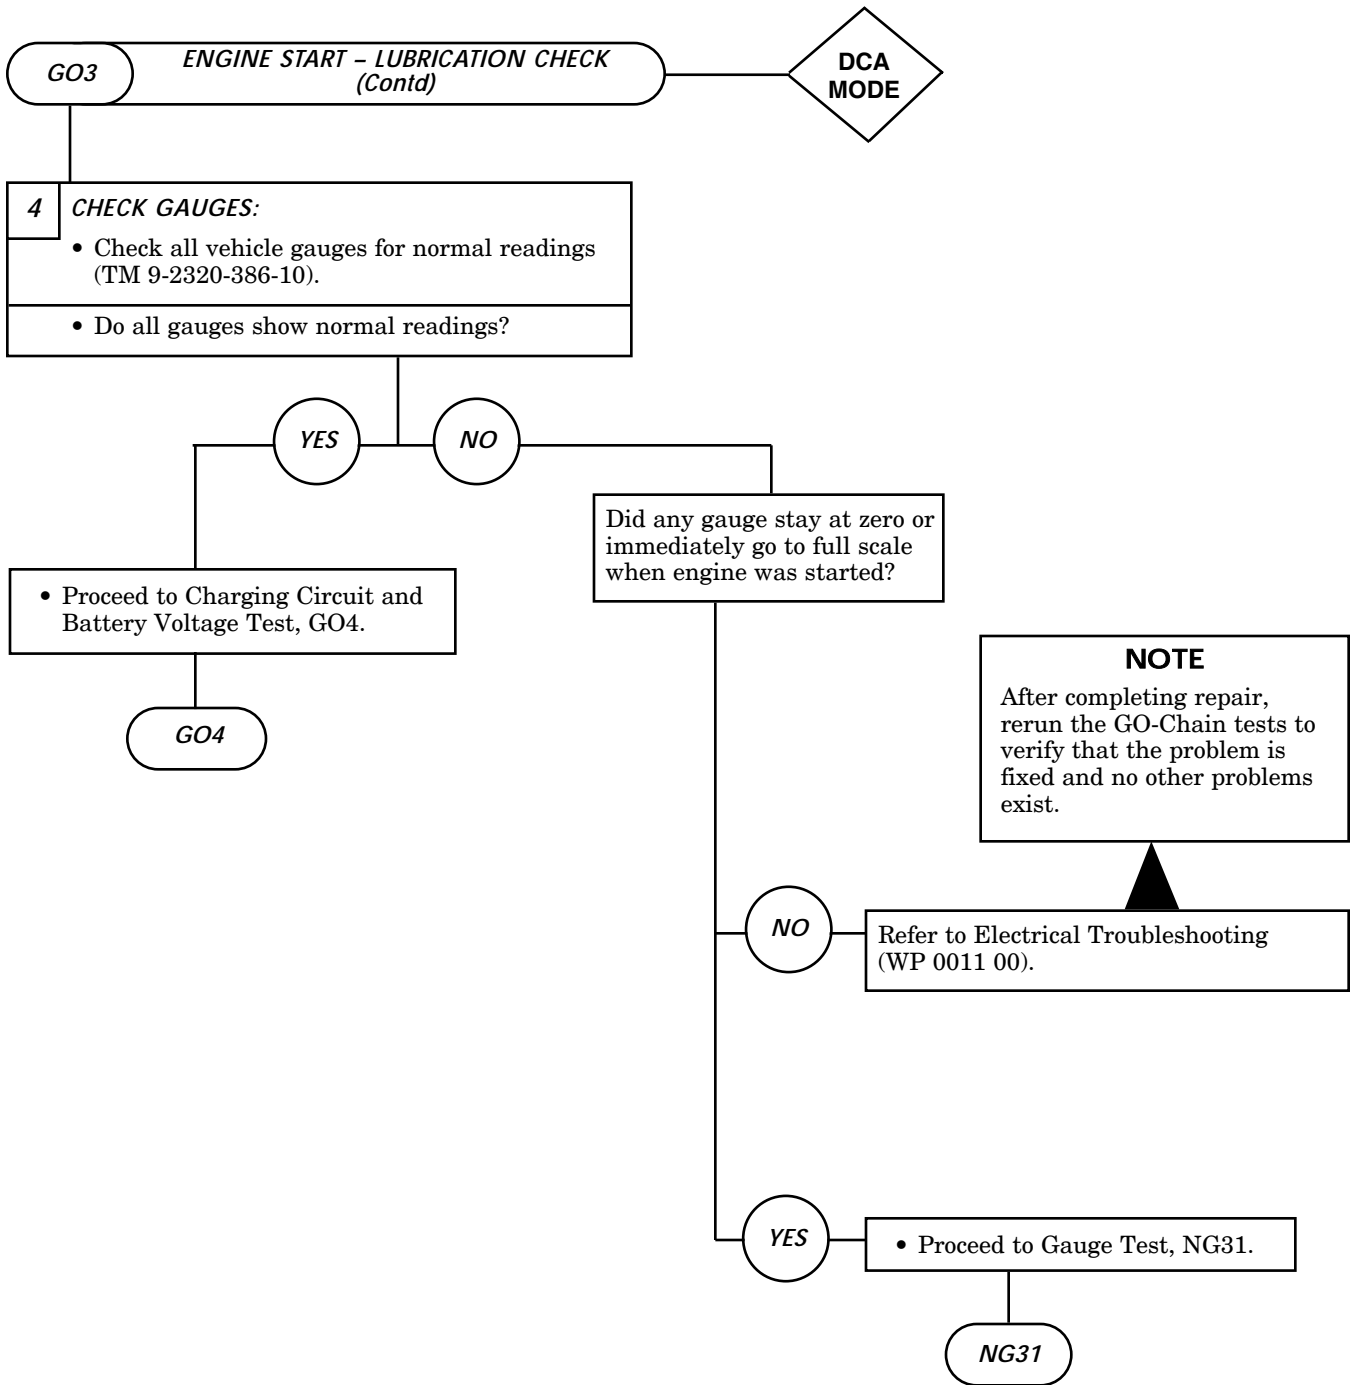 GO3
ENGINE START – LUBRICATION CHECK
(Contd)
DCA
MODE
4
CHECK GAUGES:
• Check all vehicle gauges for normal readings
(TM 9-2320-386-10).
• Do all gauges show normal readings?
YES
NO
Did any gauge stay at zero or
immediately go to full scale
when engine was started?
• Proceed to Charging Circuit and
Battery Voltage Test, GO4.
GO4
NOTE
After completing repair,
rerun the GO-Chain tests to
verify that the problem is
fixed and no other problems
exist.
NO
Refer to Electrical Troubleshooting
(WP 0011 00).
YES
• Proceed to Gauge Test, NG31.
NG31